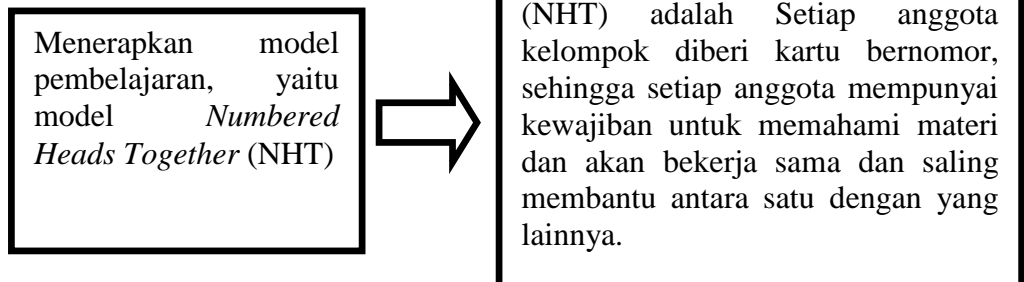 Menerapkan model
pembelajaran, yaitu
model Numbered
Heads Together (NHT)
(NHT) adalah Setiap anggota
kelompok diberi kartu bernomor,
sehingga setiap anggota mempunyai
kewajiban untuk memahami materi
dan akan bekerja sama dan saling
membantu antara satu dengan yang
lainnya.